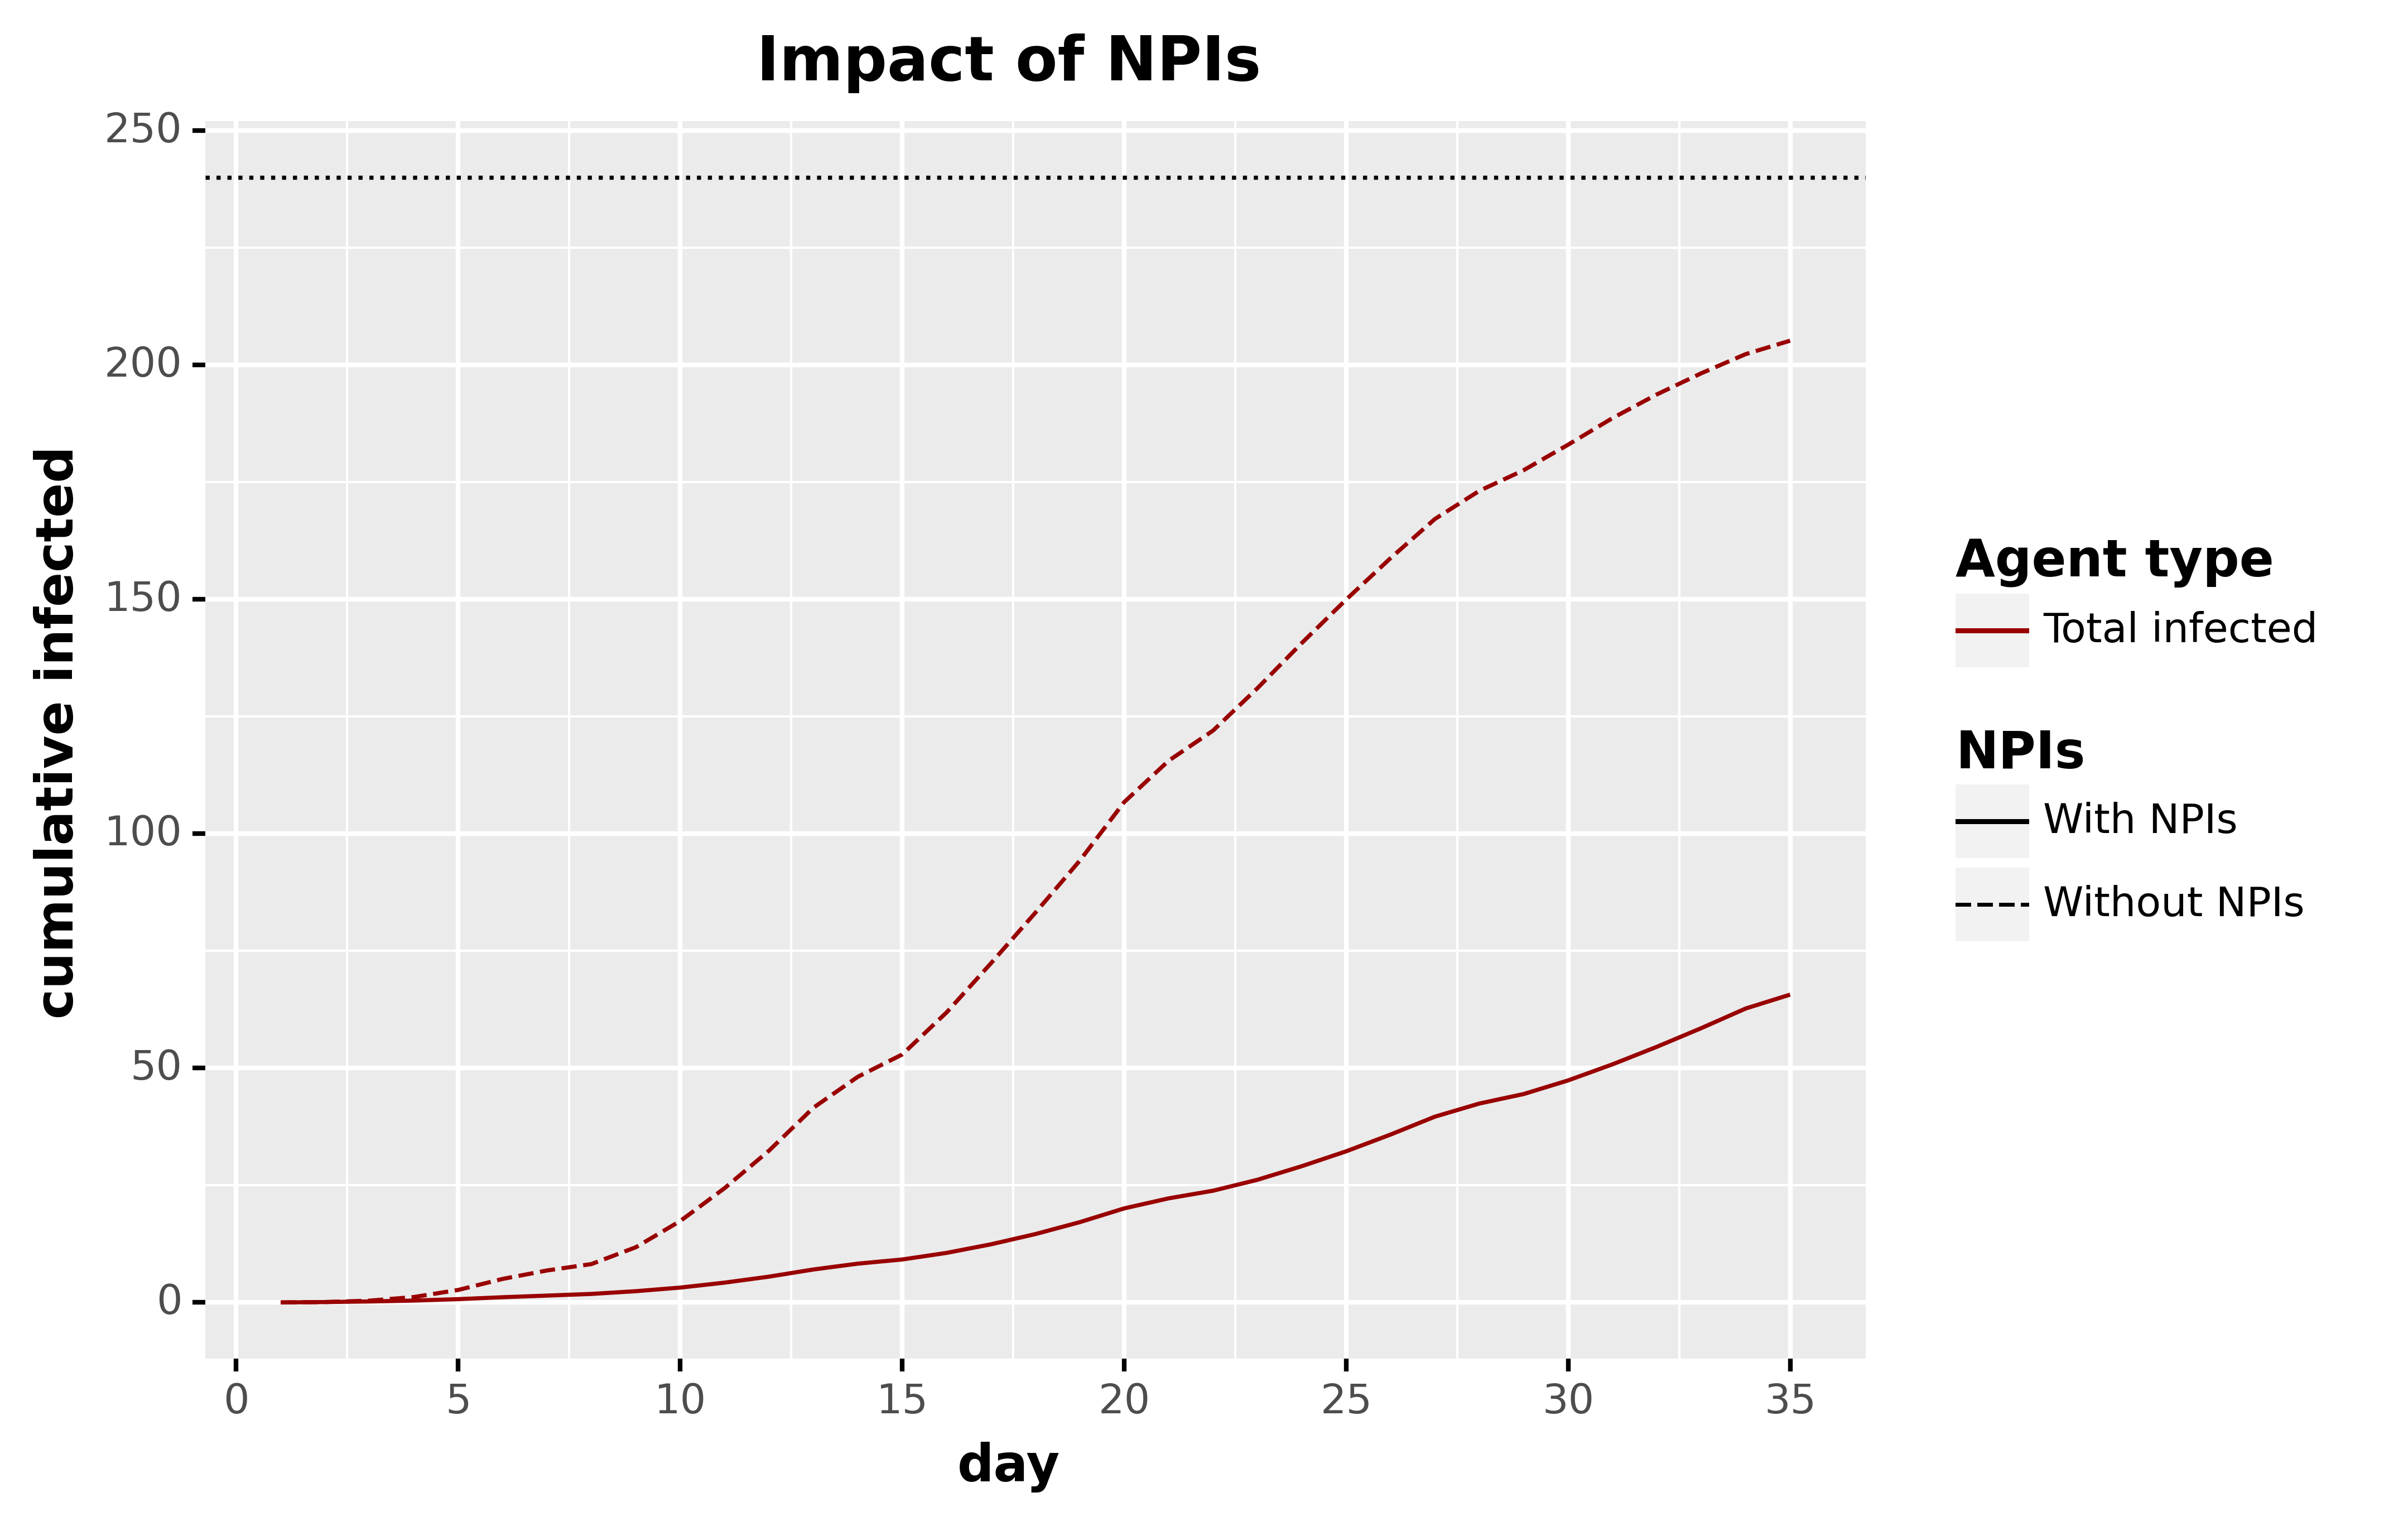 Impact of NPIs
250
200
150
100
50
0
cumulative infected
0 5 10 15 20 25 30 35
day
Agent type
Total infected
NPIs
With NPIs
Without NPIs